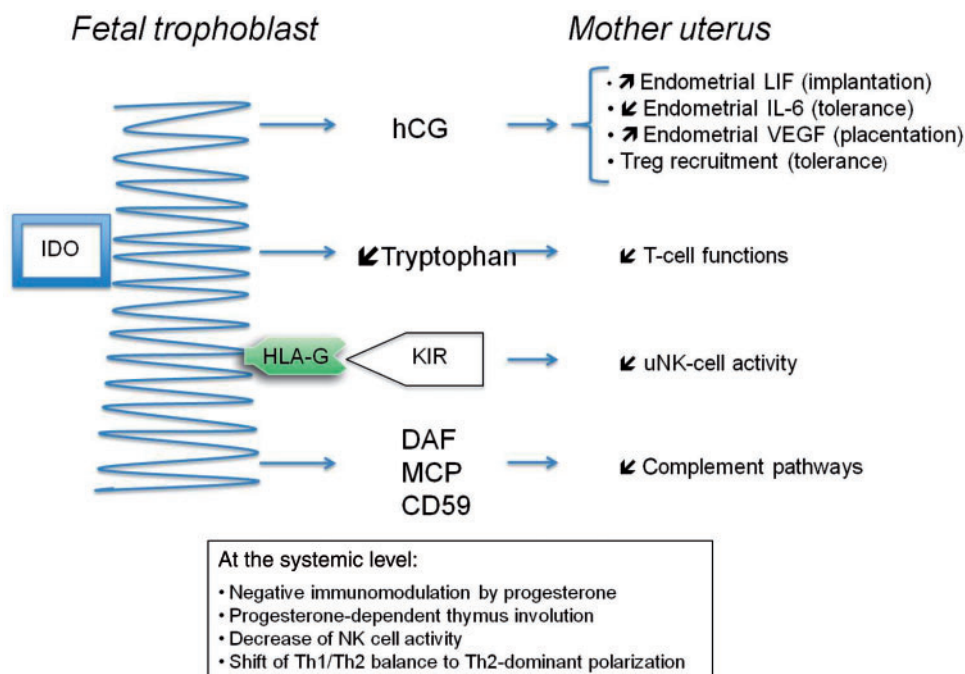 Fetal trophoblast
Mother uterus
hCG
• ↗ Endometrial LIF (implantation)
• ↙ Endometrial IL-6 (tolerance)
• ↗ Endometrial VEGF (placentation)
• Treg recruitment (tolerance)
IDO
↙ Tryptophan
↙ T-cell functions
HLA-G
KIR
↙ uNK-cell activity
DAF
MCP
CD59
↙ Complement pathways
At the systemic level:
• Negative immunomodulation by progesterone
• Progesterone-dependent thymus involution
• Decrease of NK cell activity
• Shift of Th1/Th2 balance to Th2-dominant polarization